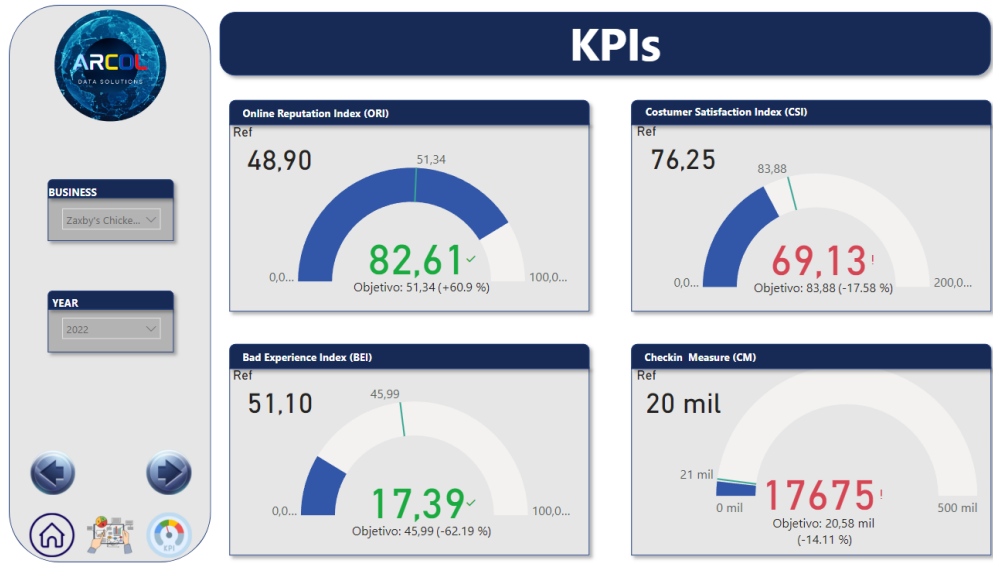 ARCOL
DATA SOLUTIONS
BUSINESS
Zaxby's Chicke...
YEAR
2022
KPI
KPIs
Online Reputation Index (ORI)
Ref
48,90
51,34
82,61
0,0...
100,0...
Objetivo: 51,34 (+60.9 %)
Costumer Satisfaction Index (CSI)
Ref
76,25
83,88
69,13!
0,0...
200,0...
Objetivo: 83,88 (-17.58 %)
Bad Experience Index (BEI)
Ref
51,10
45,99
17,39
0,0...
100,0...
Objetivo: 45,99 (-62.19 %)
Checkin Measure (CM)
Ref
20 mil
21 mil
17675!
0 mil
500 mil
Objetivo: 20,58 mil
(-14.11 %)